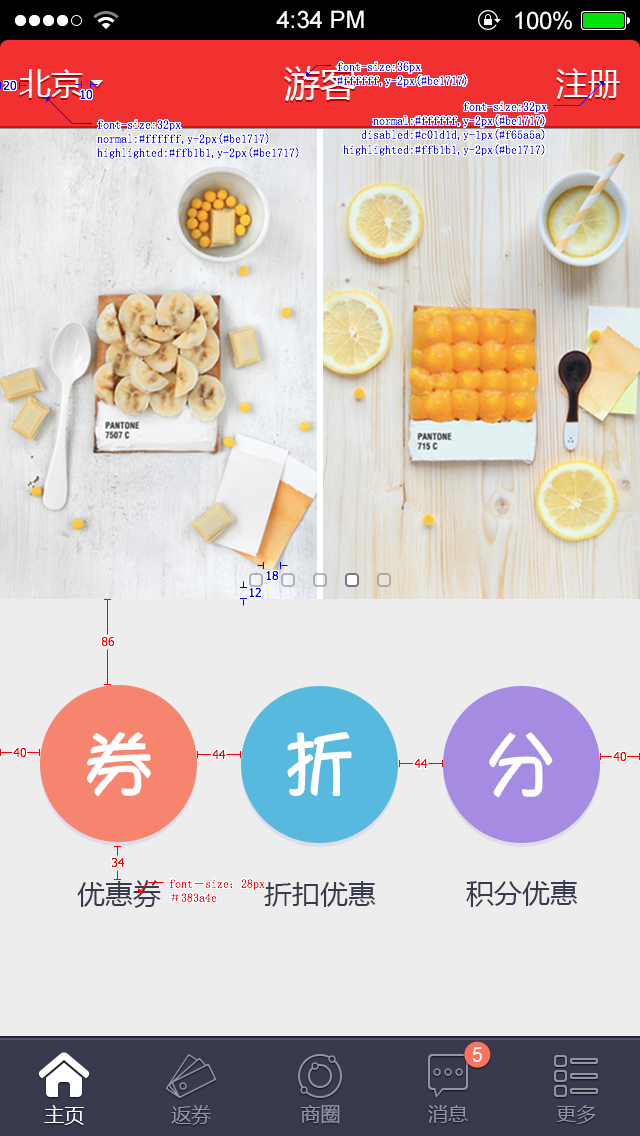 4:34 PM 100%
20 北京 10
游客
注册
font-size:36px
#ffffff,y-2px(#be1717)
font-size:32px
normal:#ffffff,y-2px(#be1717)
highlighted:#ffb1b1,y-2px(#be1717)
font-size:32px
normal:#ffffff,y-2px(#be1717)
disabled:#c01d1d,y-1px(#f65a5a)
highlighted:#ffb1b1,y-2px(#be1717)
PANTONE
7507 C
PANTONE
715 C
18
12
86
40 券 44 折 44 分 40
34
优惠券
font-size: 28px
#383a4e
折扣优惠
积分优惠
5
主页 返券 商圈 消息 更多